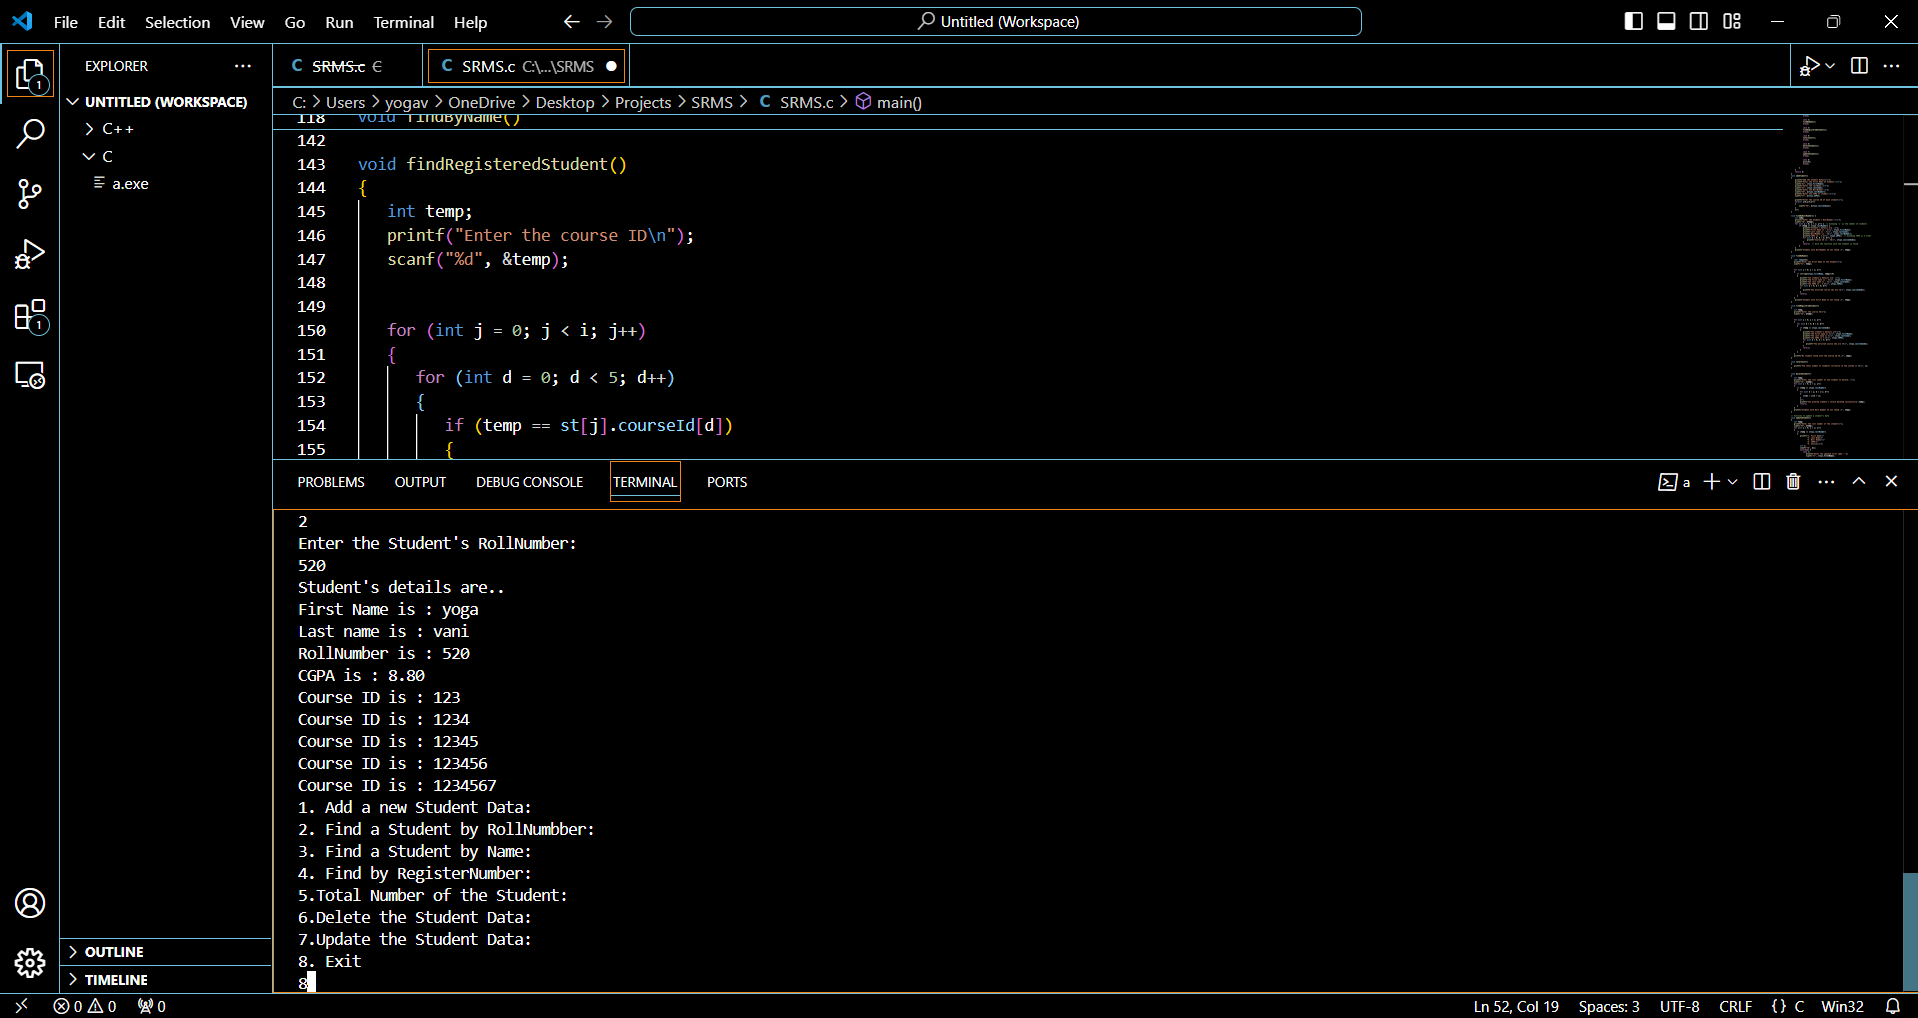 File Edit Selection View Go Run Terminal Help
Untitled (Workspace)
EXPLORER
SRMS.c
C SRMS.c C:\...\SRMS
UNTITLED (WORKSPACE)
C: > Users > yogav > OneDrive > Desktop > Projects > SRMS > C SRMS.c > main()
C++
C
a.exe
118 void findByName()
142
143 void findRegisteredStudent()
144 {
145 int temp;
146 printf("Enter the course ID\n");
147 scanf("%d", &temp);
148
149
150 for (int j = 0; j < i; j++)
151 {
152 for (int d = 0; d < 5; d++)
153 {
154 if (temp == st[j].courseId[d])
155 {
PROBLEMS OUTPUT DEBUG CONSOLE TERMINAL PORTS
a
2
Enter the Student's RollNumber:
520
Student's details are..
First Name is : yoga
Last name is : vani
RollNumber is : 520
CGPA is : 8.80
Course ID is : 123
Course ID is : 1234
Course ID is : 12345
Course ID is : 123456
Course ID is : 1234567
1. Add a new Student Data:
2. Find a Student by RollNumbber:
3. Find a Student by Name:
4. Find by RegisterNumber:
5.Total Number of the Student:
6.Delete the Student Data:
7.Update the Student Data:
8. Exit
8
OUTLINE
TIMELINE
0 0 0
Ln 52, Col 19 Spaces: 3 UTF-8 CRLF {} C Win32